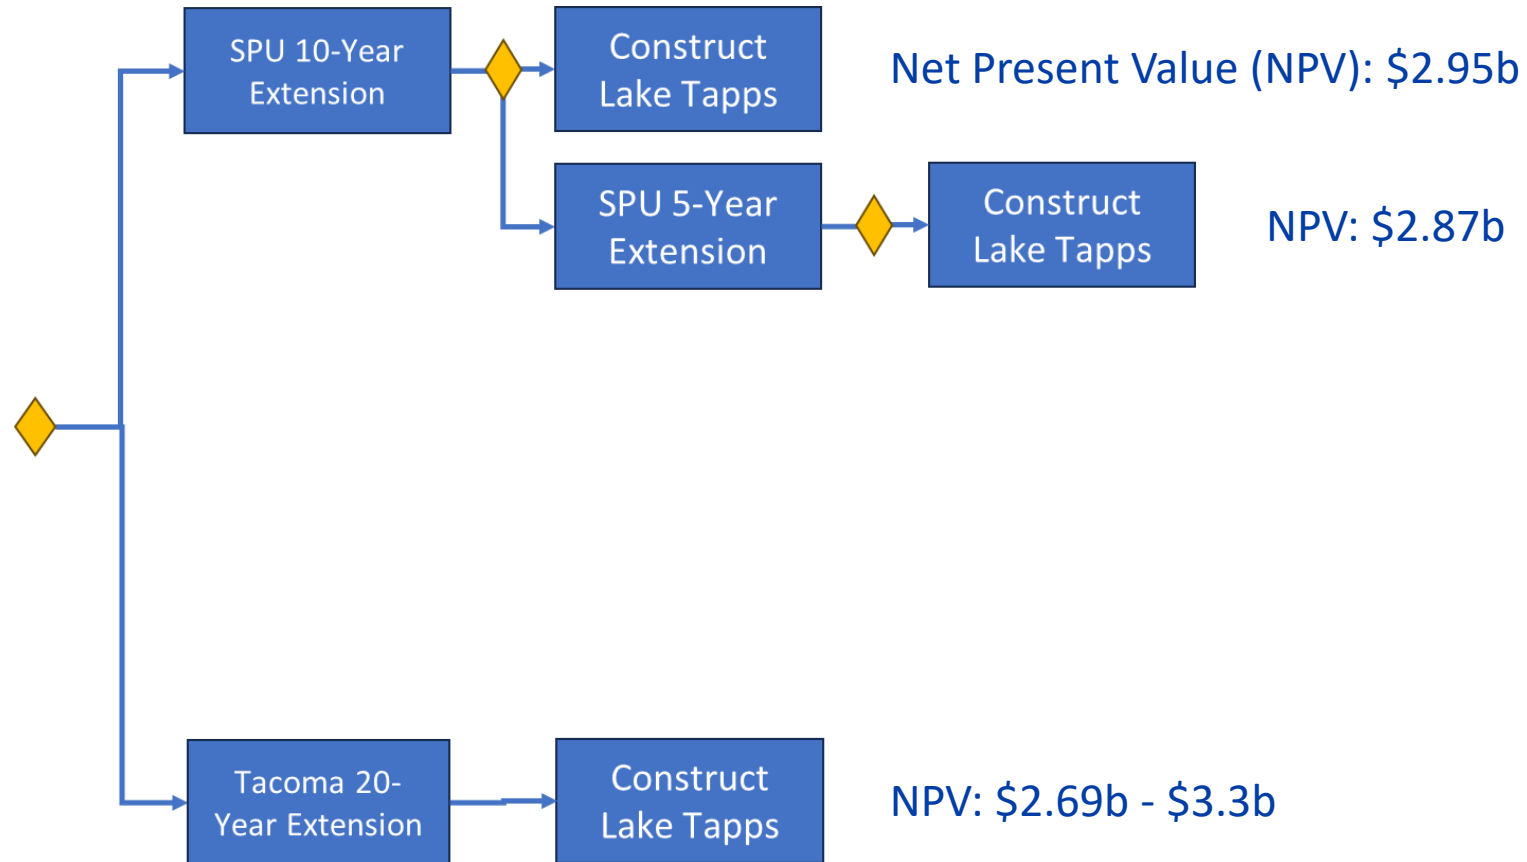 SPU 10-Year
Extension
Construct
Lake Tapps
Net Present Value (NPV): $2.95b
SPU 5-Year
Extension
Construct
Lake Tapps
NPV: $2.87b
Tacoma 20-
Year Extension
Construct
Lake Tapps
NPV: $2.69b - $3.3b